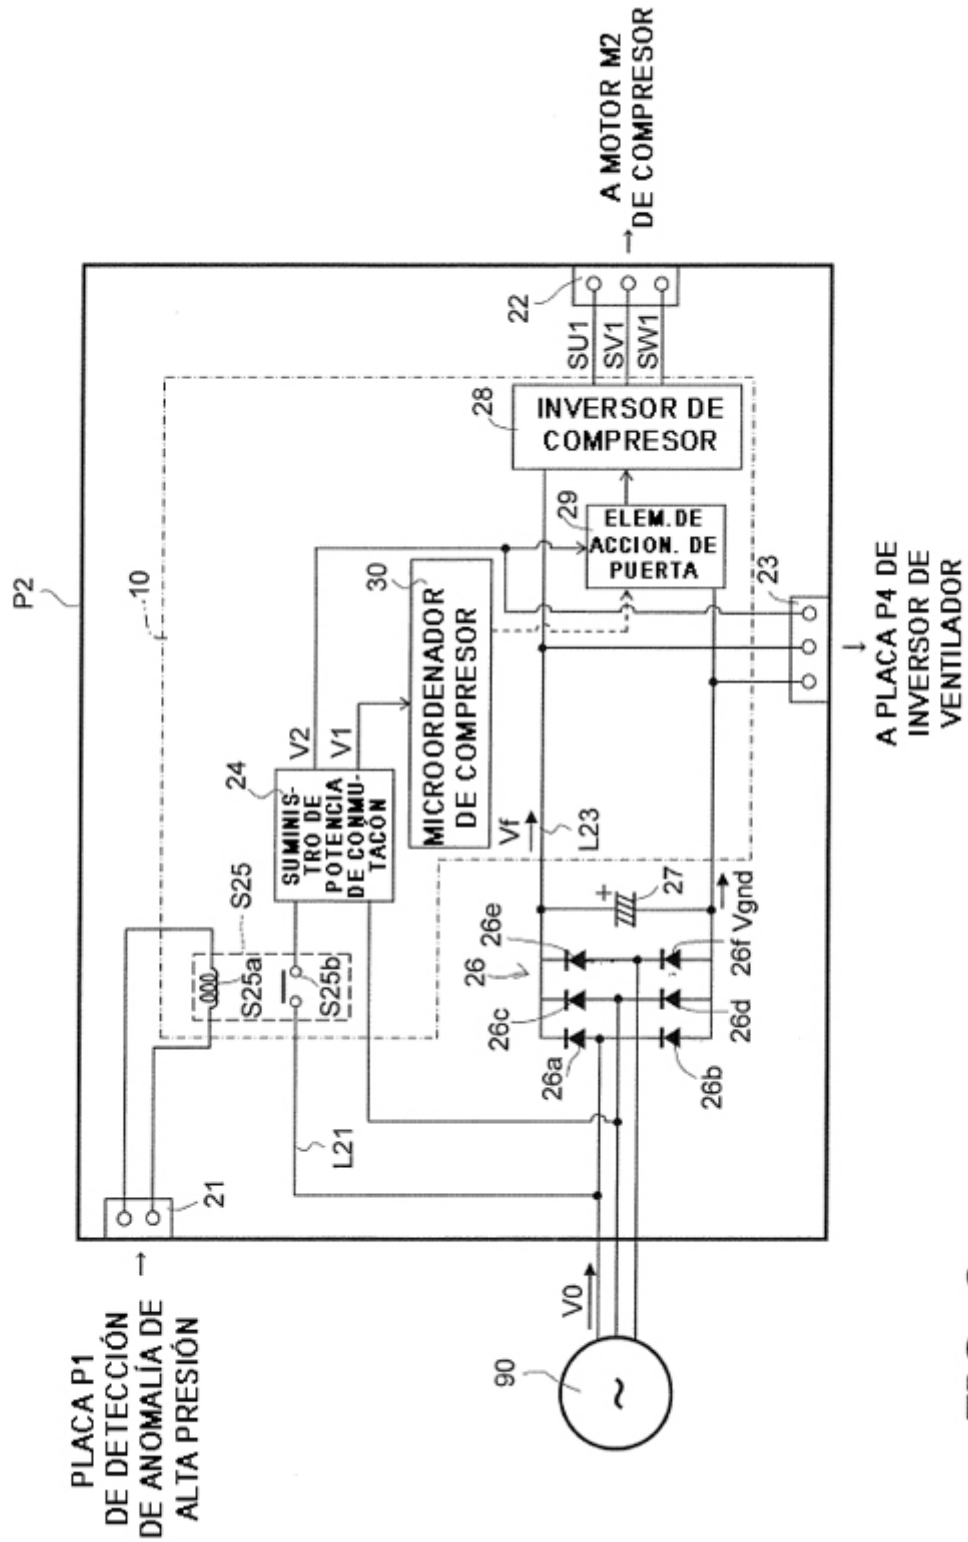 P2
10
PLACA P1
DE DETECCIÓN
DE ANOMALÍA DE
ALTA PRESIÓN
21
S25
S25a
S25b
L21
24
SUMINIS-
TRO DE
POTENCIA
DE CONMU-
TACÓN
V2
V1
30
MICROORDENADOR
DE COMPRESOR
28
INVERSOR DE
COMPRESOR
29
ELEM.DE
ACCION. DE
PUERTA
22
SU1
SV1
SW1
A MOTOR M2
DE COMPRESOR
90
~
V0
26
26a
26b
26c
26d
26e
26f
+
27
Vf
L23
Vgnd
23
A PLACA P4 DE
INVERSOR DE
VENTILADOR